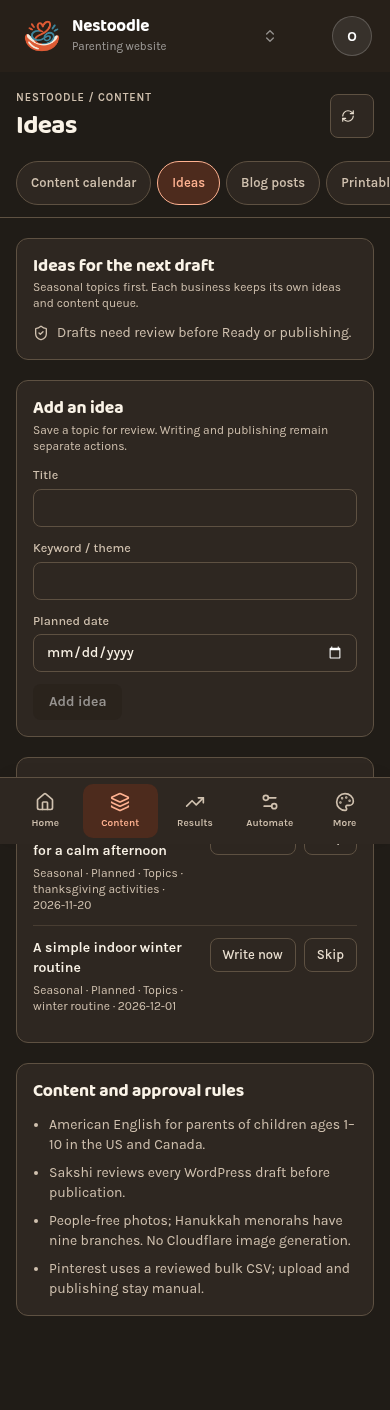 Nestoodle
Parenting website
O
NESTOODLE / CONTENT
Ideas
Content calendar
Ideas
Blog posts
Printabl
Ideas for the next draft
Seasonal topics first. Each business keeps its own ideas
and content queue.
Drafts need review before Ready or publishing.
Add an idea
Save a topic for review. Writing and publishing remain
separate actions.
Title
Keyword / theme
Planned date
mm/dd/yyyy
Add idea
Home
Content
Results
Automate
More
for a calm afternoon
Seasonal · Planned · Topics ·
thanksgiving activities ·
2026-11-20
A simple indoor winter
routine
Write now
Skip
Seasonal · Planned · Topics ·
winter routine · 2026-12-01
Content and approval rules
• American English for parents of children ages 1–
10 in the US and Canada.
• Sakshi reviews every WordPress draft before
publication.
• People-free photos; Hanukkah menorahs have
nine branches. No Cloudflare image generation.
• Pinterest uses a reviewed bulk CSV; upload and
publishing stay manual.